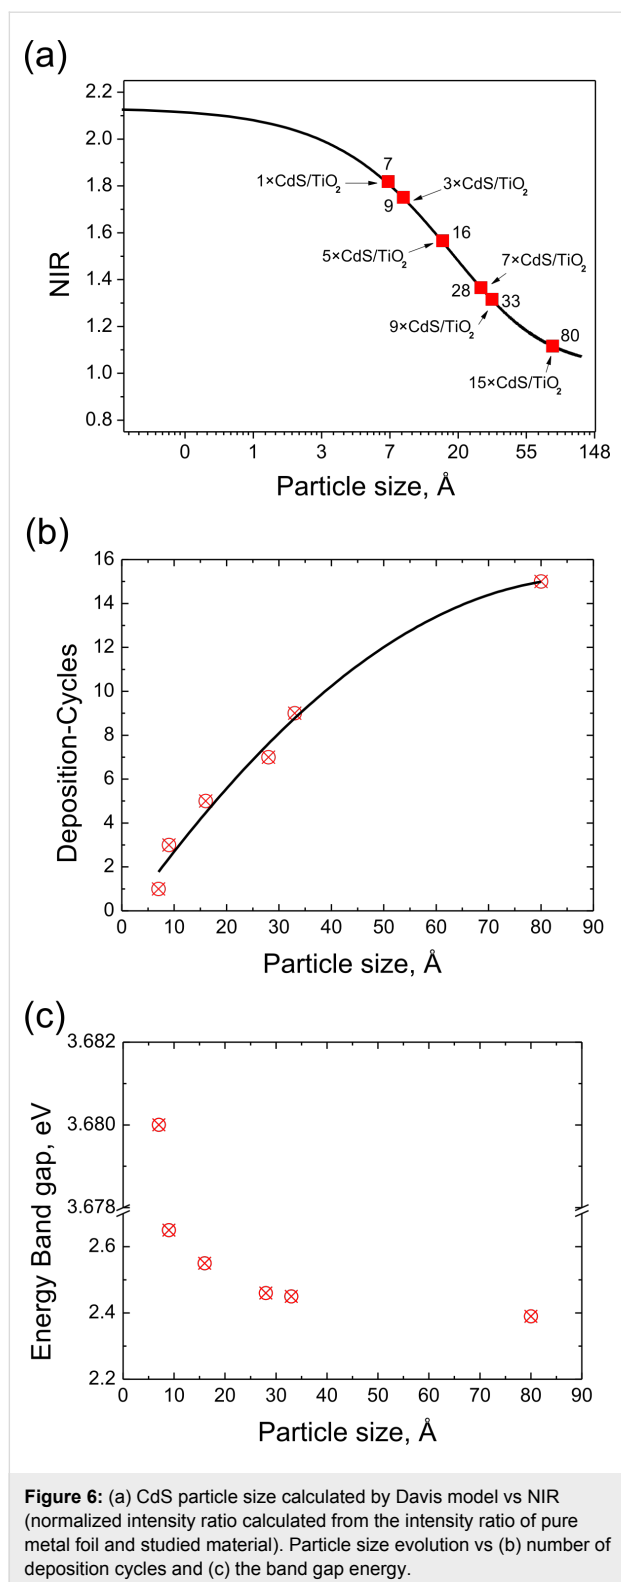 (a)
2.2
2.0
1.8
1.6
1.4
1.2
1.0
0.8
NIR
7
1×CdS/TiO₂
3×CdS/TiO₂
9
16
5×CdS/TiO₂
7×CdS/TiO₂
28
33
9×CdS/TiO₂
80
15×CdS/TiO₂
0 1 3 7 20 55 148
Particle size, Å
(b)
16
14
12
10
8
6
4
2
0
Deposition-Cycles
0 10 20 30 40 50 60 70 80 90
Particle size, Å
(c)
3.682
3.680
3.678
2.6
2.4
2.2
Energy Band gap, eV
0 10 20 30 40 50 60 70 80 90
Particle size, Å
Figure 6: (a) CdS particle size calculated by Davis model vs NIR
(normalized intensity ratio calculated from the intensity ratio of pure
metal foil and studied material). Particle size evolution vs (b) number of
deposition cycles and (c) the band gap energy.